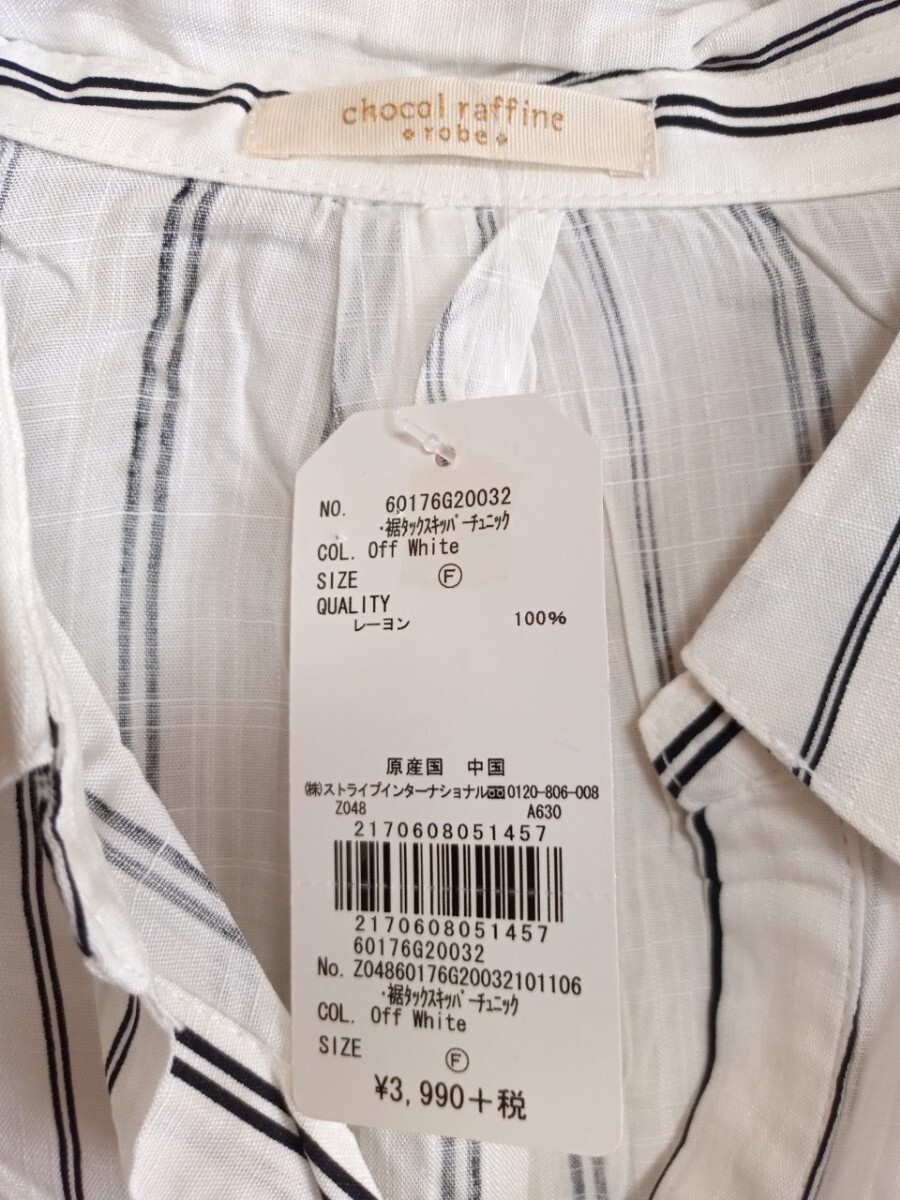 chocol raffine
robe
NO. 60176G20032
・裾ﾀｯｸｽｷｯﾊﾟｰﾁｭﾆｯｸ
COL. Off White
SIZE Ⓕ
QUALITY
レーヨン 100%
原産国 中国
㈱ストライプインターナショナル 0120-806-008
Z048 A630
2170608051457
2170608051457
60176G20032
No. Z04860176G20032101106
・裾ﾀｯｸｽｷｯﾊﾟｰﾁｭﾆｯｸ
COL. Off White
SIZE Ⓕ
¥3,990+税